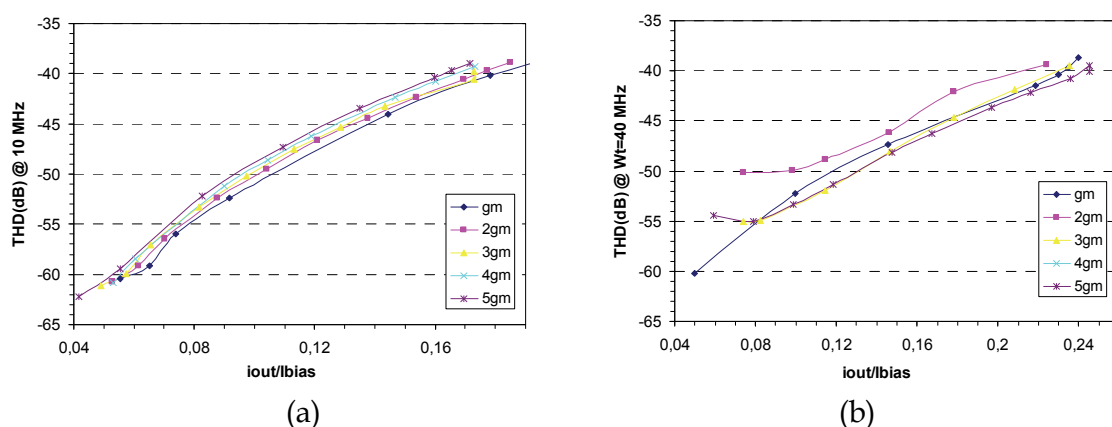 THD(dB) @ 10 MHz
-35
-40
-45
-50
-55
-60
-65
0,04
0,08
0,12
0,16
iout/Ibias
gm
2gm
3gm
4gm
5gm
(a)
THD(dB) @ Wt=40 MHz
-35
-40
-45
-50
-55
-60
-65
0,04
0,08
0,12
0,16
0,2
0,24
iout/Ibias
gm
2gm
3gm
4gm
5gm
(b)